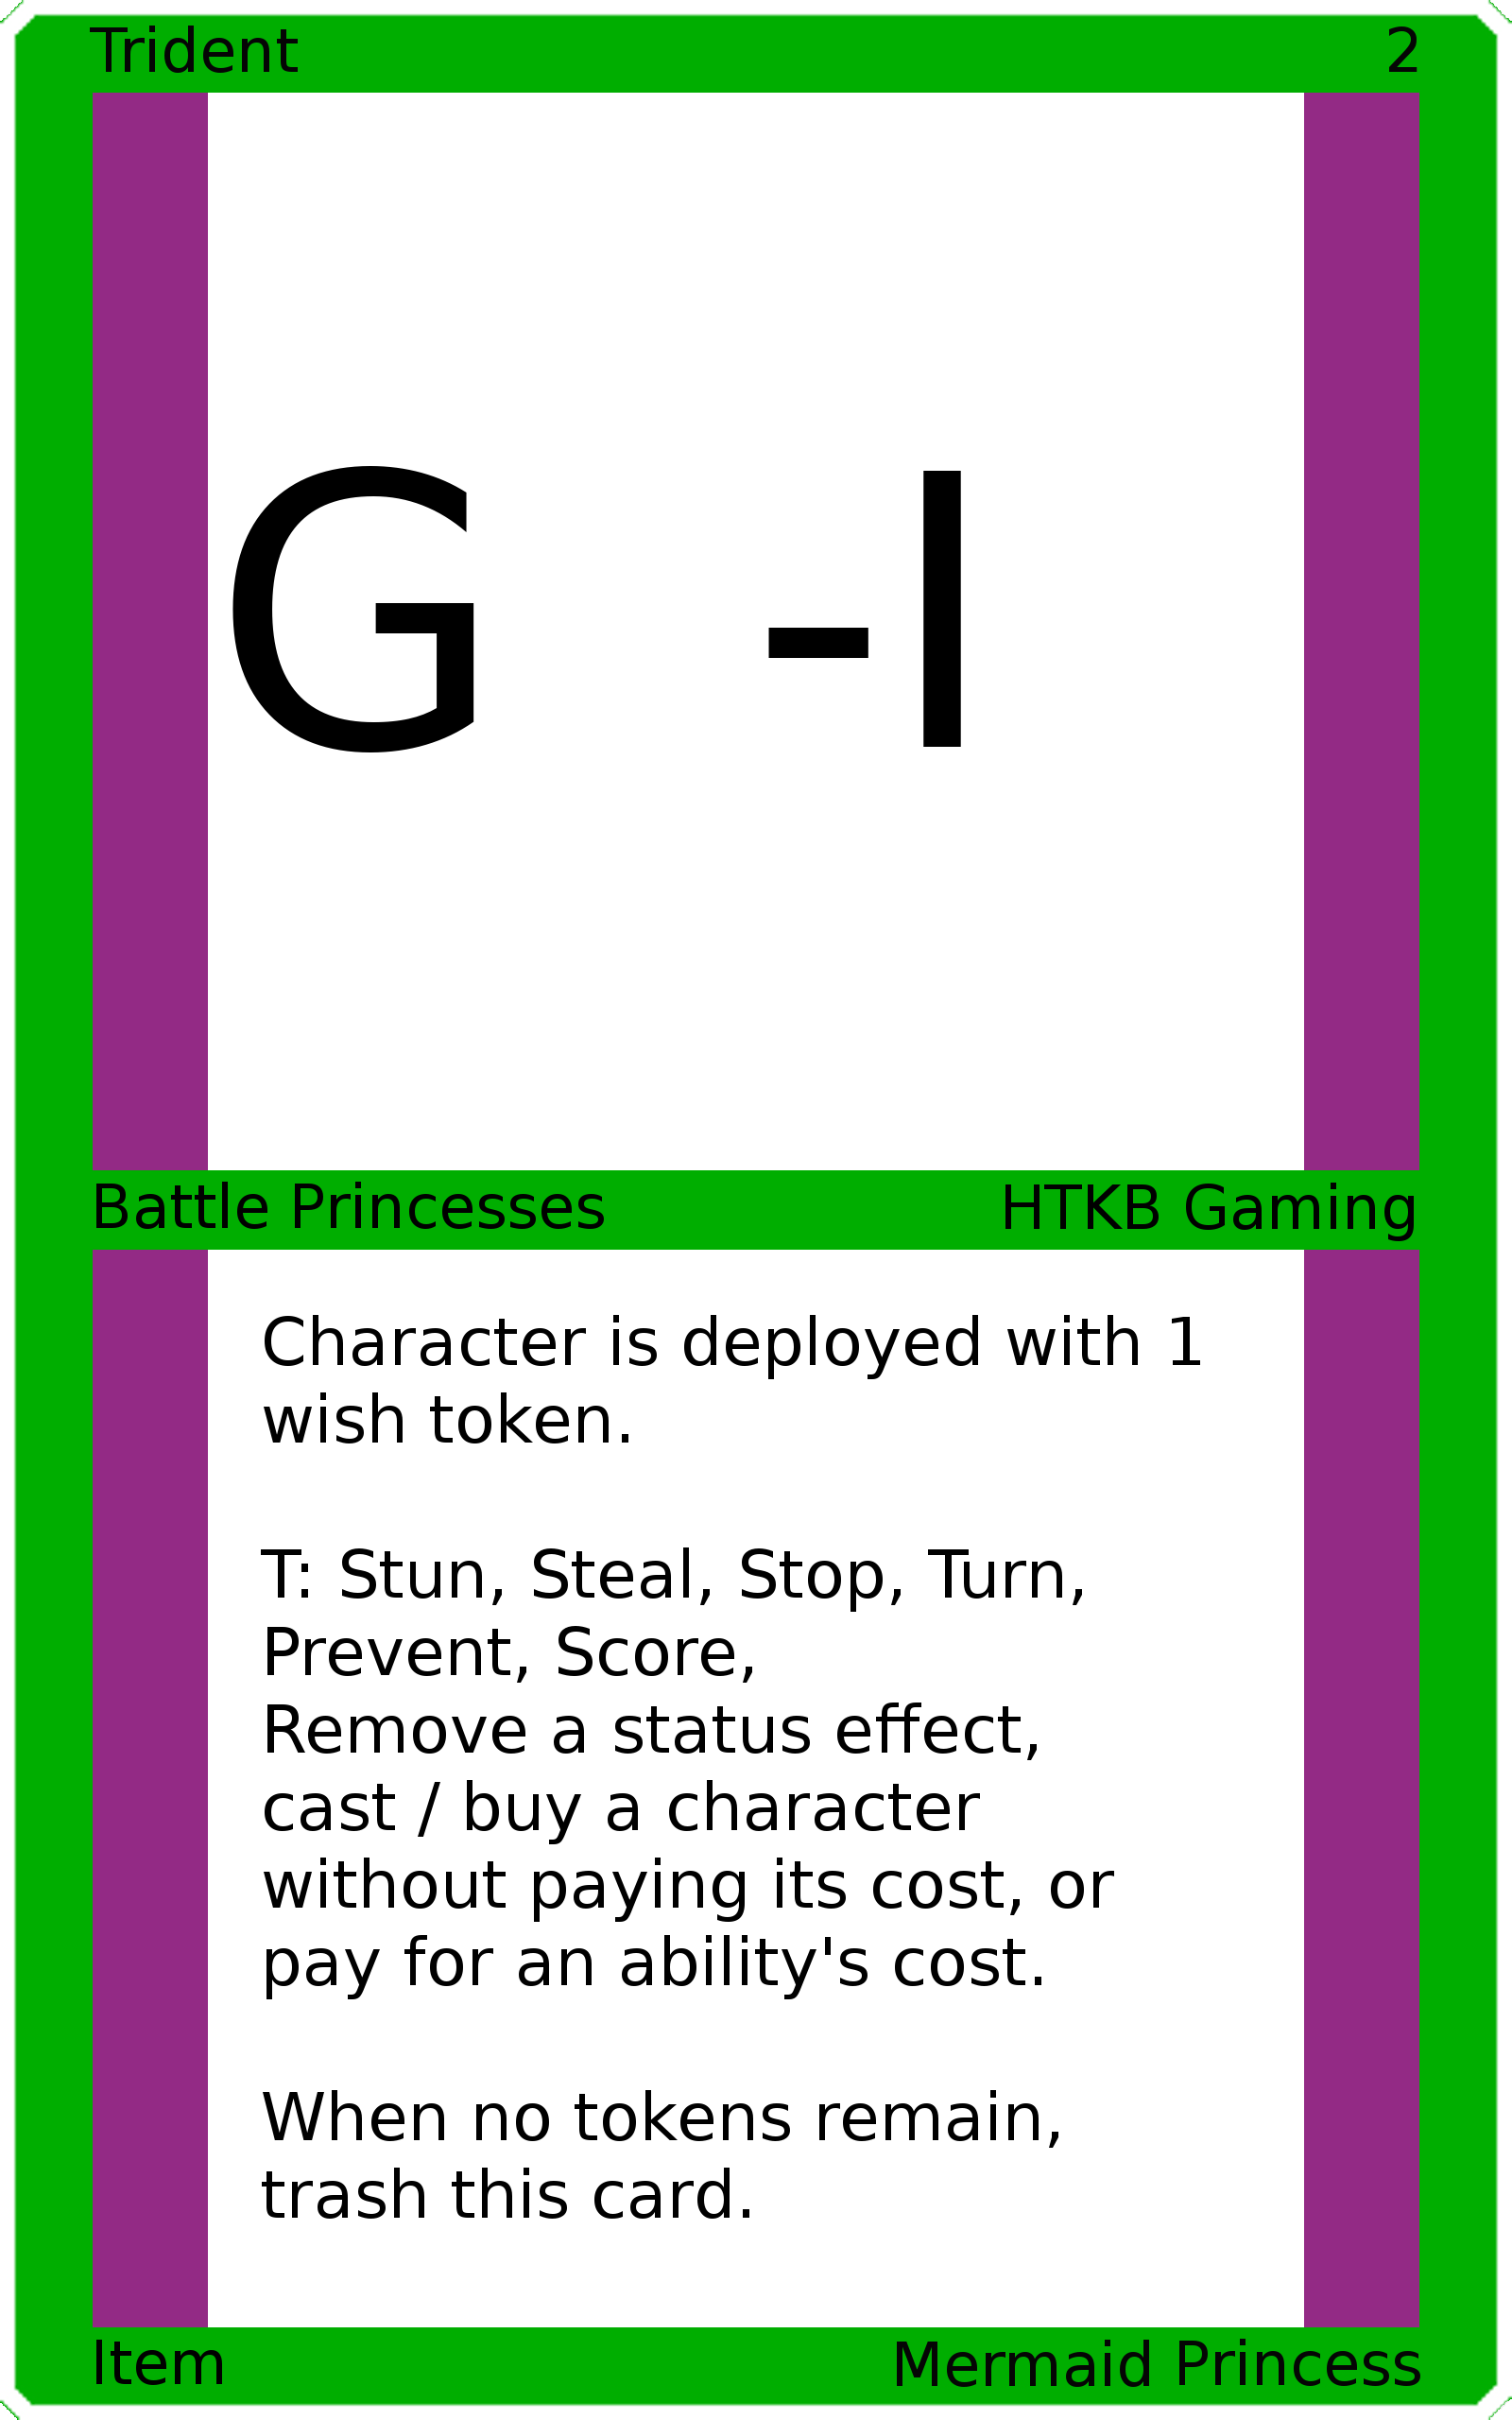 Trident 2
G -I
Battle Princesses HTKB Gaming
Character is deployed with 1
wish token.
T: Stun, Steal, Stop, Turn,
Prevent, Score,
Remove a status effect,
cast / buy a character
without paying its cost, or
pay for an ability's cost.
When no tokens remain,
trash this card.
Item Mermaid Princess